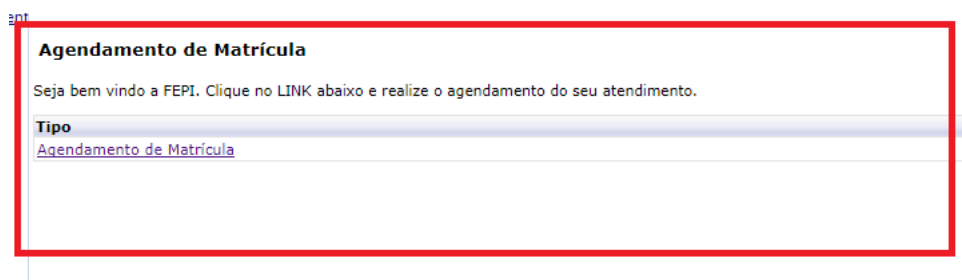 Agendamento de Matrícula
Seja bem vindo a FEPI. Clique no LINK abaixo e realize o agendamento do seu atendimento.
Tipo
Agendamento de Matrícula